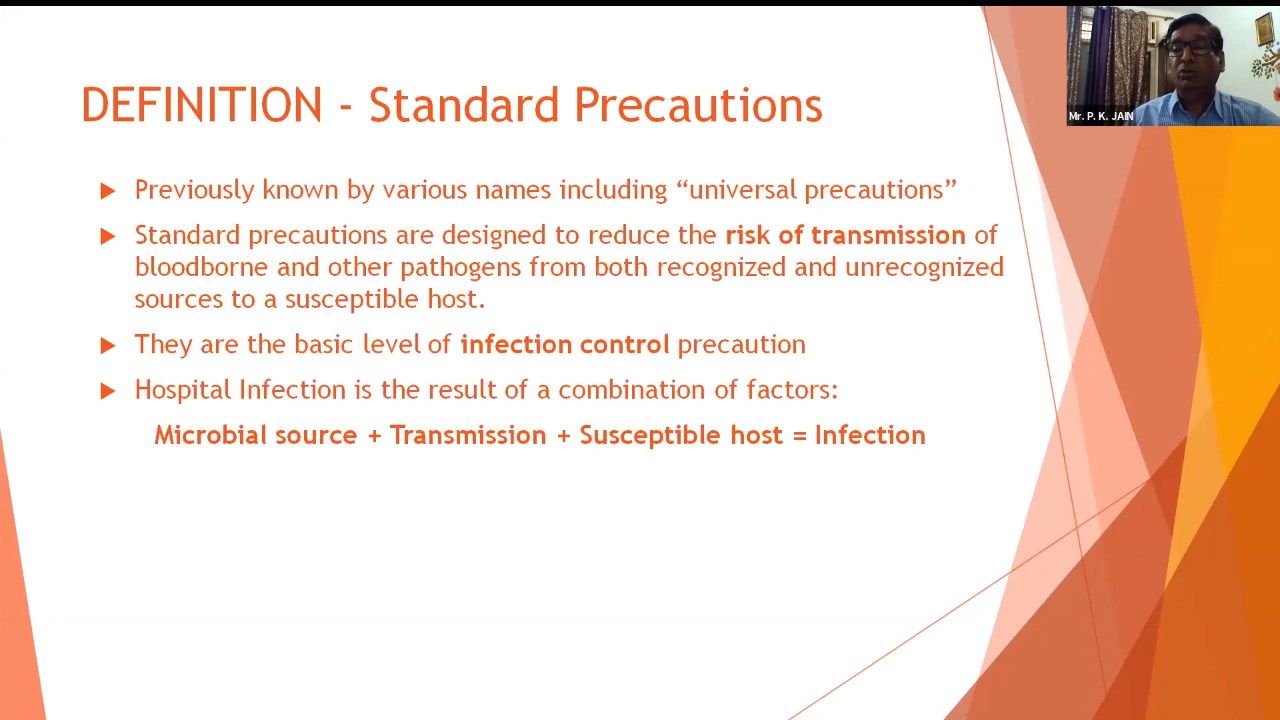 DEFINITION - Standard Precautions
Mr. P. K. JAIN
Previously known by various names including “universal precautions”
Standard precautions are designed to reduce the risk of transmission of
bloodborne and other pathogens from both recognized and unrecognized
sources to a susceptible host.
They are the basic level of infection control precaution
Hospital Infection is the result of a combination of factors:
Microbial source + Transmission + Susceptible host = Infection